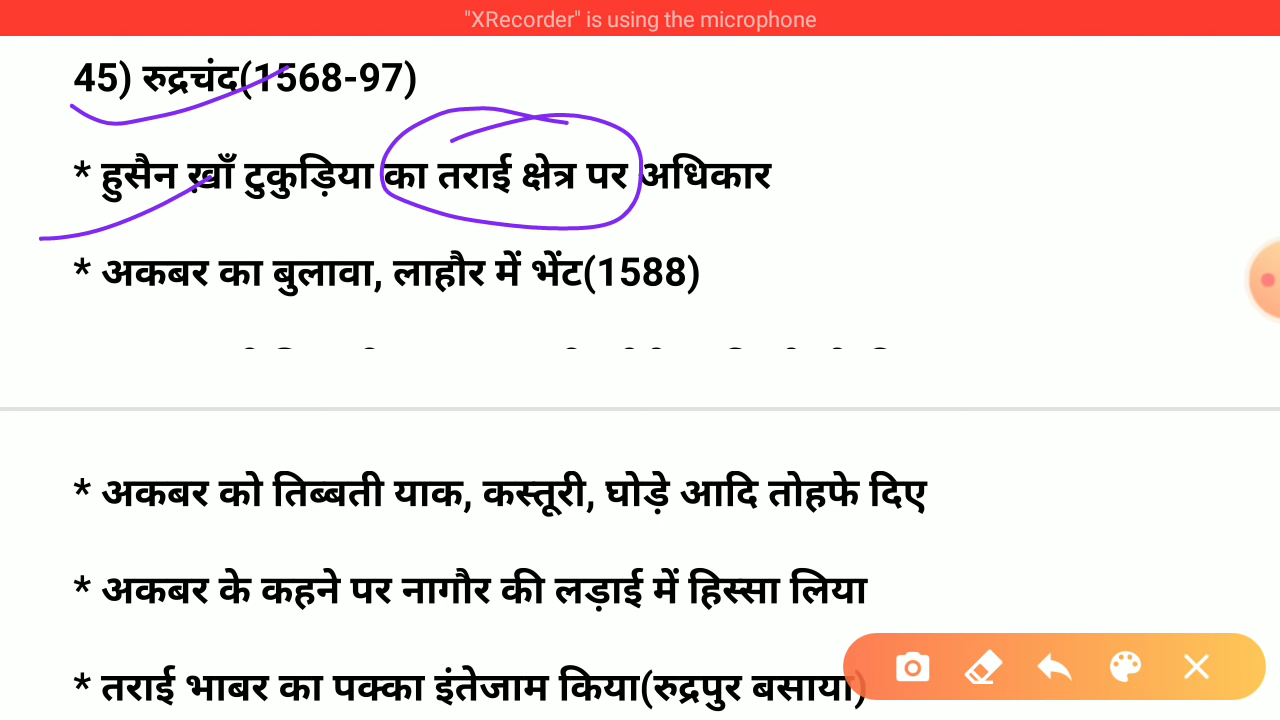 "XRecorder" is using the microphone
45) रुद्रचंद(1568-97)
* हुसैन ख़ाँ टुकुड़िया का तराई क्षेत्र पर अधिकार
* अकबर का बुलावा, लाहौर में भेंट(1588)
* अकबर को तिब्बती याक, कस्तूरी, घोड़े आदि तोहफे दिए
* अकबर के कहने पर नागौर की लड़ाई में हिस्सा लिया
* तराई भाबर का पक्का इंतेजाम किया(रुद्रपुर बसाया)